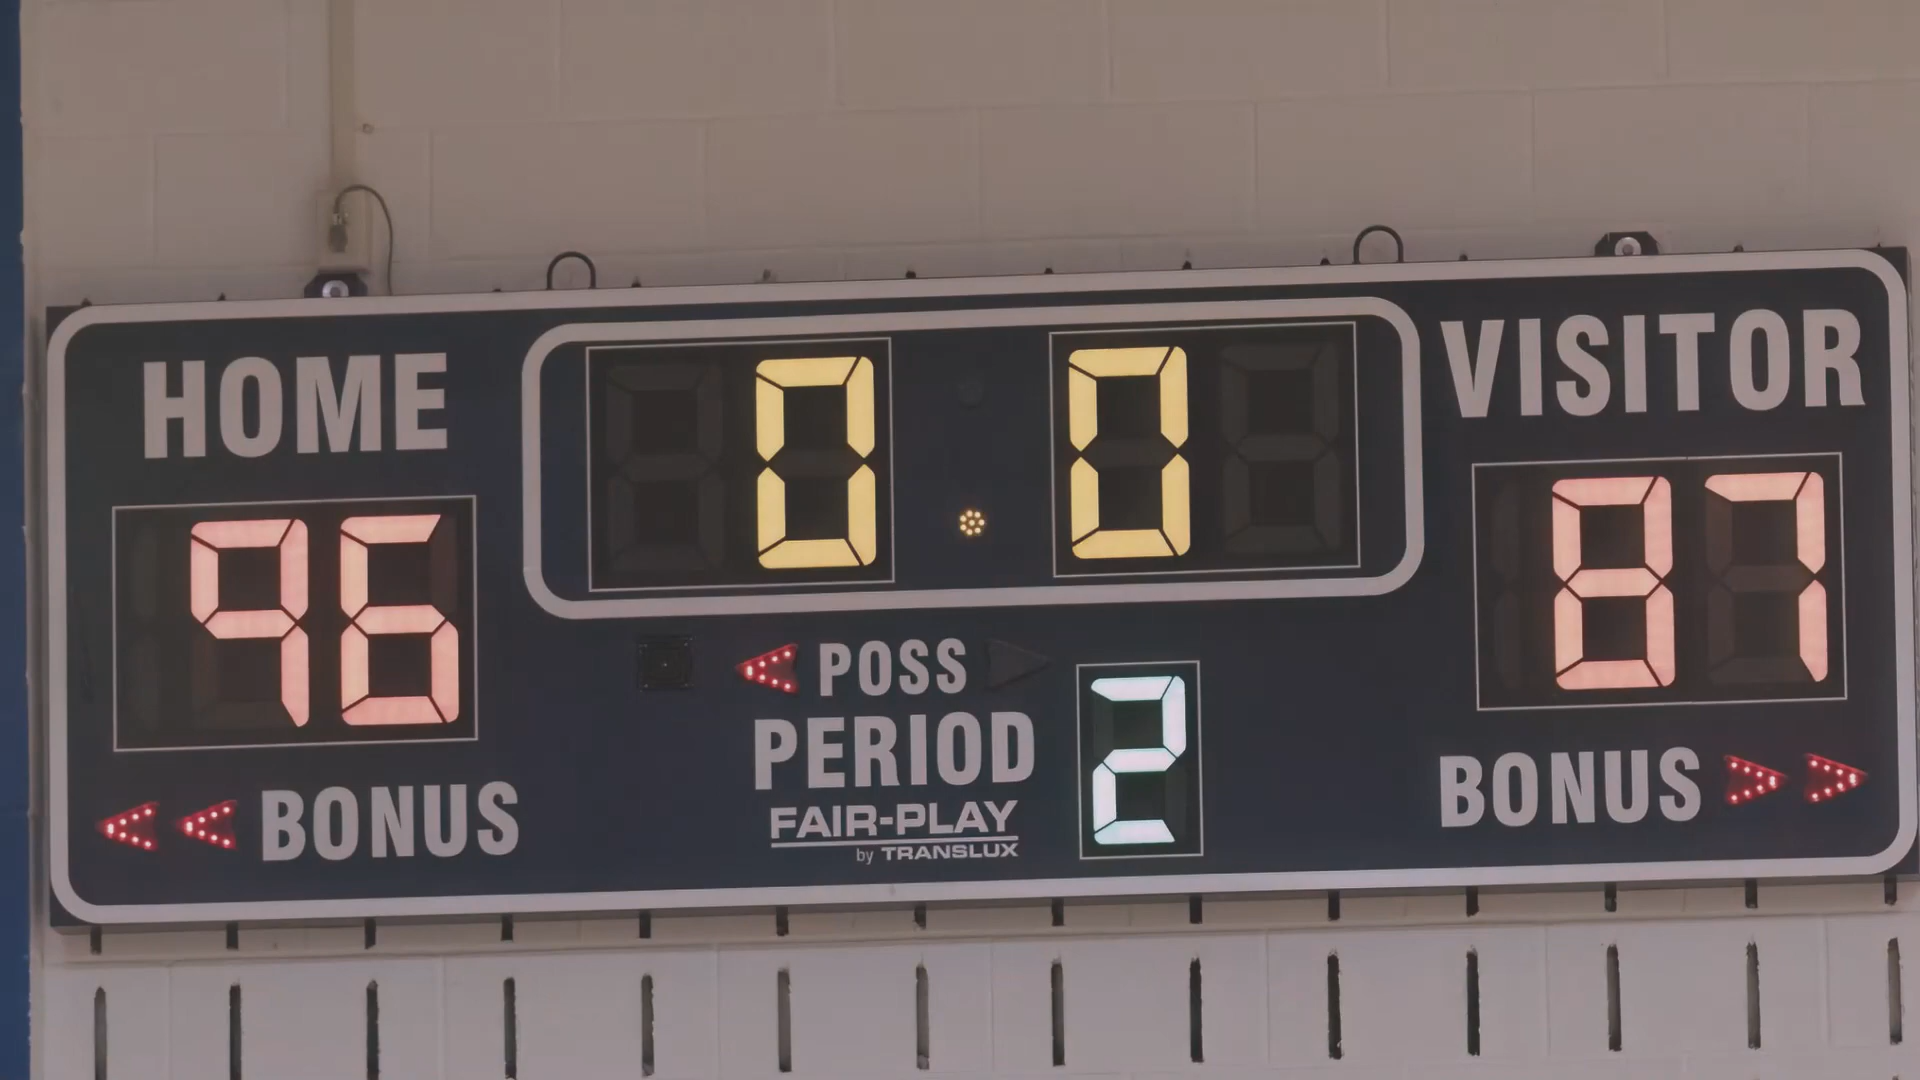 HOME 0.0 VISITOR
96 87
POSS
PERIOD 2
BONUS BONUS
FAIR-PLAY
by TRANSLUX